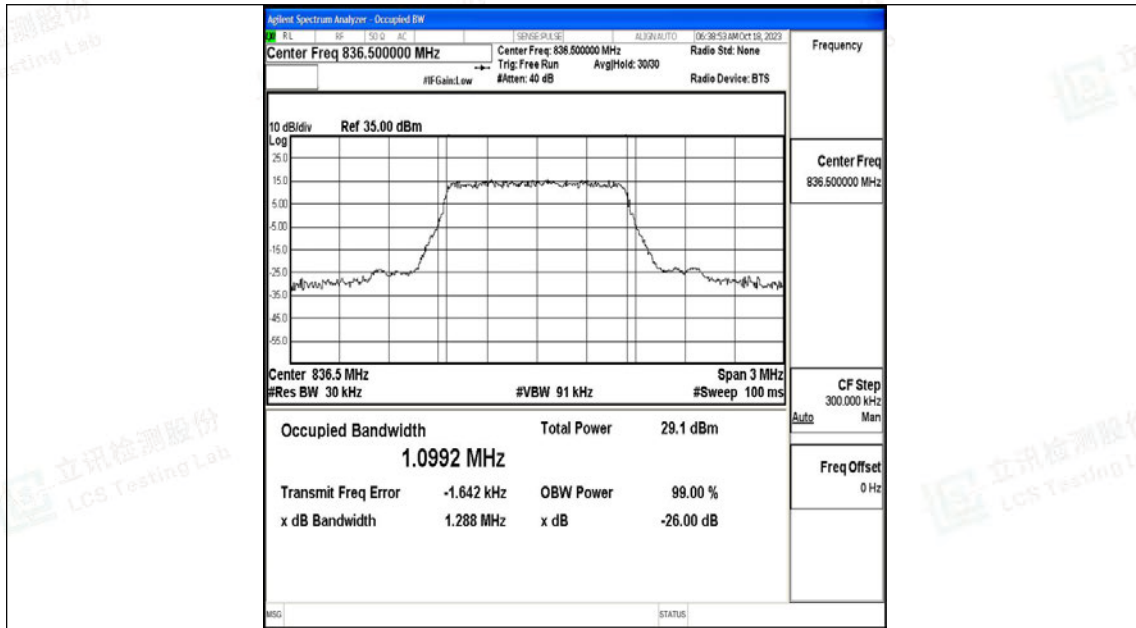 Agilent Spectrum Analyzer - Occupied BW
RL RF 50 Ω AC SENSE:PULSE ALIGNAUTO 06:38:53 AM Oct 18, 2023
Center Freq 836.500000 MHz
Center Freq: 836.500000 MHz
Radio Std: None
Trig: Free Run Avg|Hold: 30/30
#IFGain:Low
#Atten: 40 dB
Radio Device: BTS
Frequency
10 dB/div Ref 35.00 dBm
Log
25.0
15.0
5.00
-5.00
-15.0
-25.0
-35.0
-45.0
-55.0
Center 836.5 MHz Span 3 MHz
#Res BW 30 kHz #VBW 91 kHz #Sweep 100 ms
Center Freq
836.500000 MHz
CF Step
300.000 kHz
Auto Man
Freq Offset
0 Hz
Occupied Bandwidth Total Power 29.1 dBm
1.0992 MHz
Transmit Freq Error -1.642 kHz OBW Power 99.00 %
x dB Bandwidth 1.288 MHz x dB -26.00 dB
MSG STATUS
立讯检测股份
LCS Testing Lab
立讯检测股份
LCS Testing L
测股份
sting Lab
立